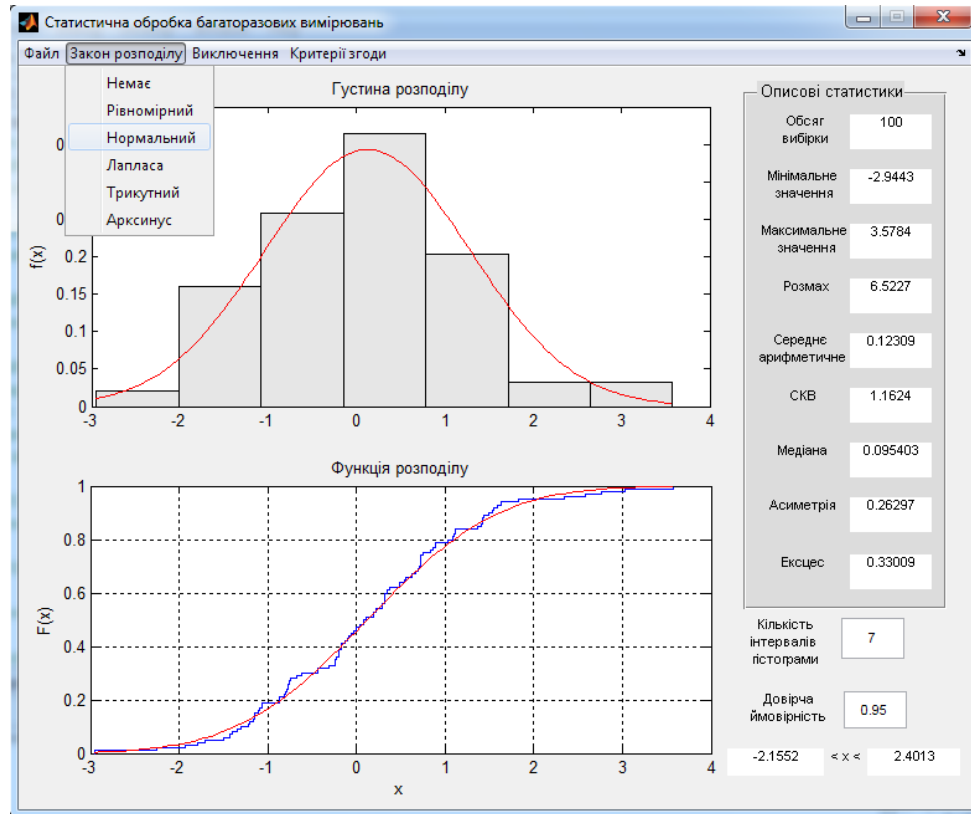 Статистична обробка багаторазових вимірювань
Файл Закон розподілу Виключення Критерії згоди
Немає
Рівномірний
Нормальний
Лапласа
Трикутний
Арксинус
Густина розподілу
f(x)
0.2
0.15
0.1
0.05
0
-3 -2 -1 0 1 2 3 4
Функція розподілу
F(x)
1
0.8
0.6
0.4
0.2
0
-3 -2 -1 0 1 2 3 4
x
Описові статистики
Обсяг
вибірки
100
Мінімальне
значення
-2.9443
Максимальне
значення
3.5784
Розмах
6.5227
Середнє
арифметичне
0.12309
СКВ
1.1624
Медіана
0.095403
Асиметрія
0.26297
Ексцес
0.33009
Кількість
інтервалів
гістограми
7
Довірча
ймовірність
0.95
-2.1552 < x < 2.4013